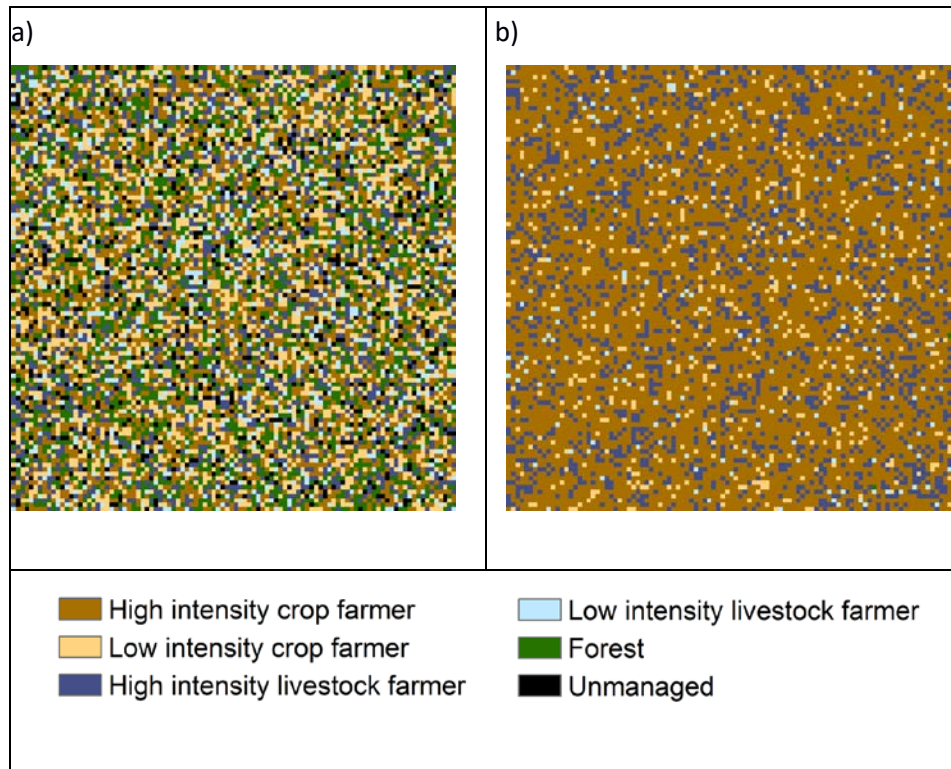 a)
b)
High intensity crop farmer
Low intensity crop farmer
High intensity livestock farmer
Low intensity livestock farmer
Forest
Unmanaged